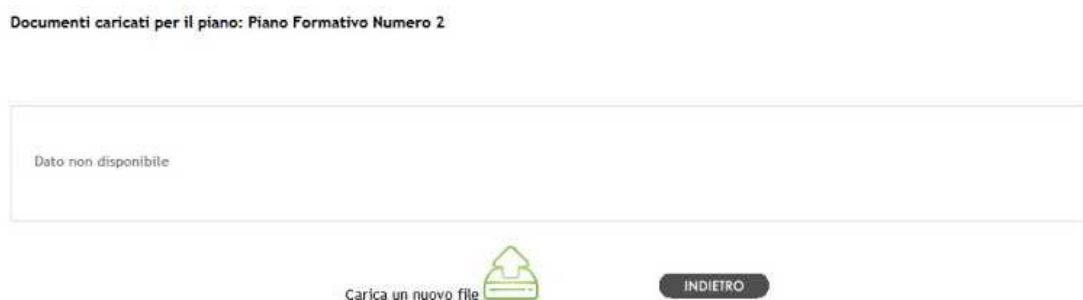 Documenti caricati per il piano: Piano Formativo Numero 2
Dato non disponibile
Carica un nuovo file
INDIETRO